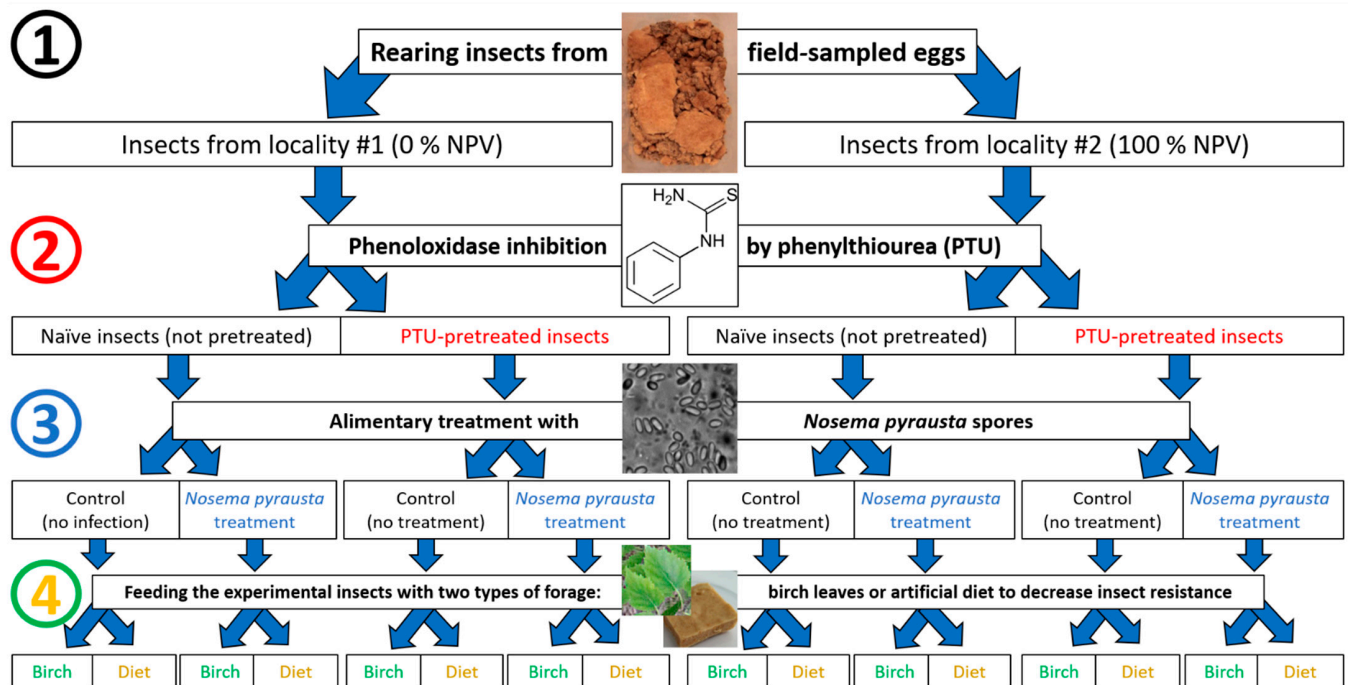 1
Rearing insects from field-sampled eggs
Insects from locality #1 (0 % NPV)
Insects from locality #2 (100 % NPV)
2
H₂N
S
NH
Phenoloxidase inhibition by phenylthiourea (PTU)
Naïve insects (not pretreated)
PTU-pretreated insects
Naïve insects (not pretreated)
PTU-pretreated insects
3
Alimentary treatment with Nosema pyrausta spores
Control
(no infection)
Nosema pyrausta
treatment
Control
(no treatment)
Nosema pyrausta
treatment
Control
(no treatment)
Nosema pyrausta
treatment
Control
(no treatment)
Nosema pyrausta
treatment
4
Feeding the experimental insects with two types of forage: birch leaves or artificial diet to decrease insect resistance
Birch
Diet
Birch
Diet
Birch
Diet
Birch
Diet
Birch
Diet
Birch
Diet
Birch
Diet
Birch
Diet